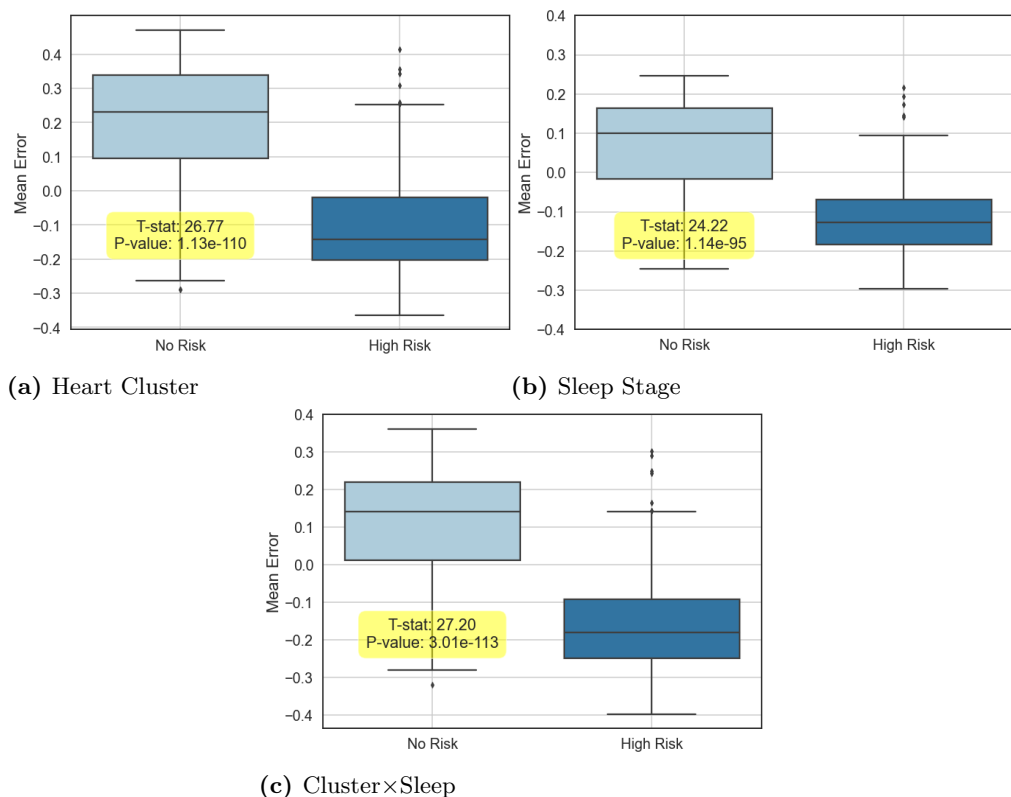 Mean Error
0.4
0.3
0.2
0.1
0.0
−0.1
−0.2
−0.3
−0.4
T-stat: 26.77
P-value: 1.13e-110
No Risk
High Risk
(a) Heart Cluster
Mean Error
0.4
0.3
0.2
0.1
0.0
−0.1
−0.2
−0.3
−0.4
T-stat: 24.22
P-value: 1.14e-95
No Risk
High Risk
(b) Sleep Stage
Mean Error
0.4
0.3
0.2
0.1
0.0
−0.1
−0.2
−0.3
−0.4
T-stat: 27.20
P-value: 3.01e-113
No Risk
High Risk
(c) Cluster×Sleep